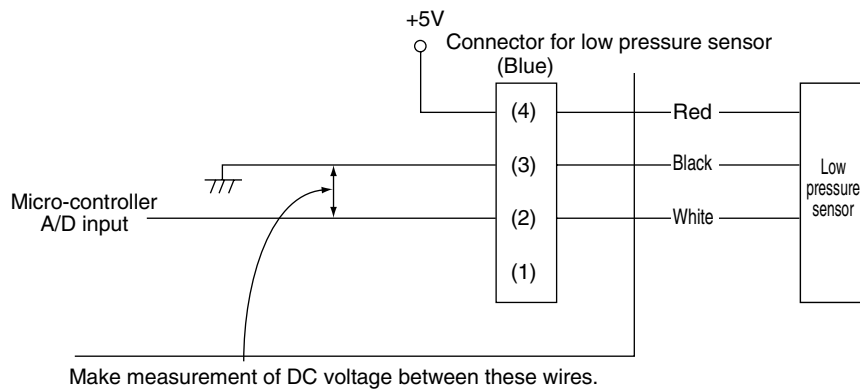 +5V
Connector for low pressure sensor
(Blue)
(4)
Red
(3)
Black
Low
pressure
sensor
Micro-controller
A/D input
(2)
White
(1)
Make measurement of DC voltage between these wires.